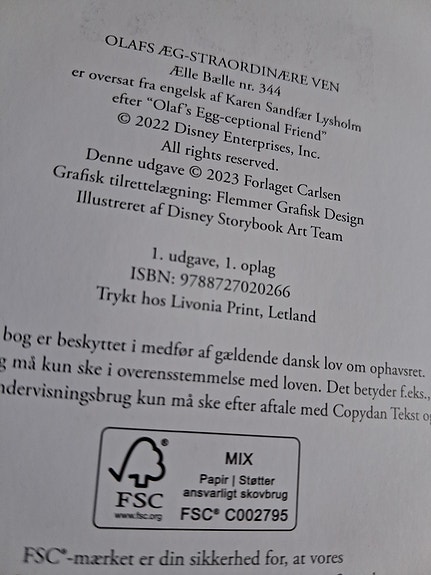 OLAFS ÆG-STRAORDINÆRE VEN
Ælle Bælle nr. 344
er oversat fra engelsk af Karen Sandfær Lysholm
efter “Olaf’s Egg-ceptional Friend”
© 2022 Disney Enterprises, Inc.
All rights reserved.
Denne udgave © 2023 Forlaget Carlsen
Grafisk tilrettelægning: Flemmer Grafisk Design
Illustreret af Disney Storybook Art Team
1. udgave, 1. oplag
ISBN: 9788727020266
Trykt hos Livonia Print, Letland
bog er beskyttet i medfør af gældende dansk lov om ophavsret.
må kun ske i overensstemmelse med loven. Det betyder f.eks.,
ndervisningsbrug kun må ske efter aftale med Copydan Tekst o
FSC®
www.fsc.org
MIX
Papir | Støtter
ansvarligt skovbrug
FSC® C002795
FSC®-mærket er din sikkerhed for, at vores